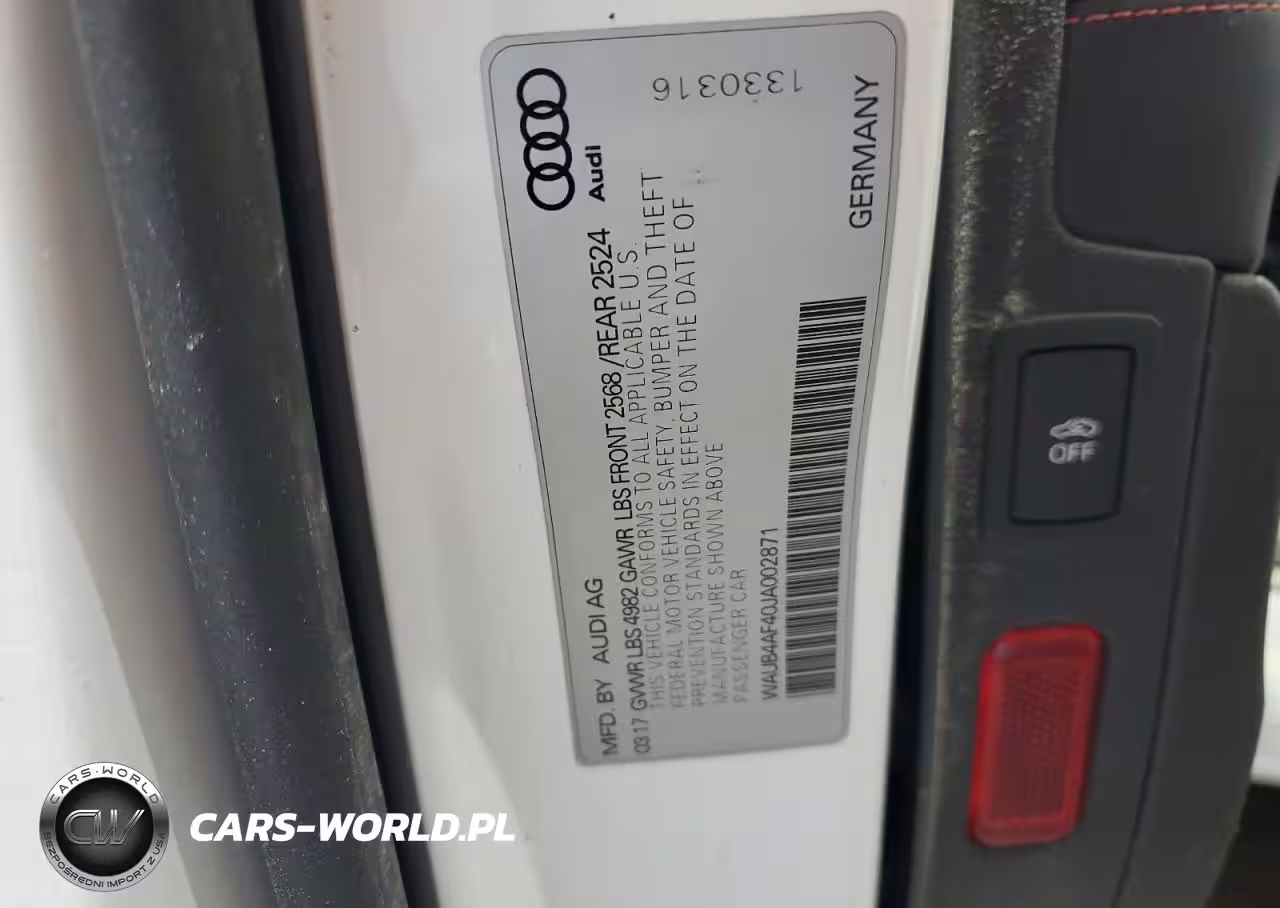 Audi
1330316
MFD. BY AUDI AG
03 17 GVWR LBS 4982 GAWR LBS FRONT 2568 /REAR 2524
THIS VEHICLE CONFORMS TO ALL APPLICABLE U.S.
FEDERAL MOTOR VEHICLE SAFETY, BUMPER AND THEFT
PREVENTION STANDARDS IN EFFECT ON THE DATE OF
MANUFACTURE SHOWN ABOVE
PASSENGER CAR
WAUB4AF40JA002871
GERMANY
OFF
CARS-WORLD
CW
BEZPOŚREDNI IMPORT Z USA
CARS-WORLD.PL